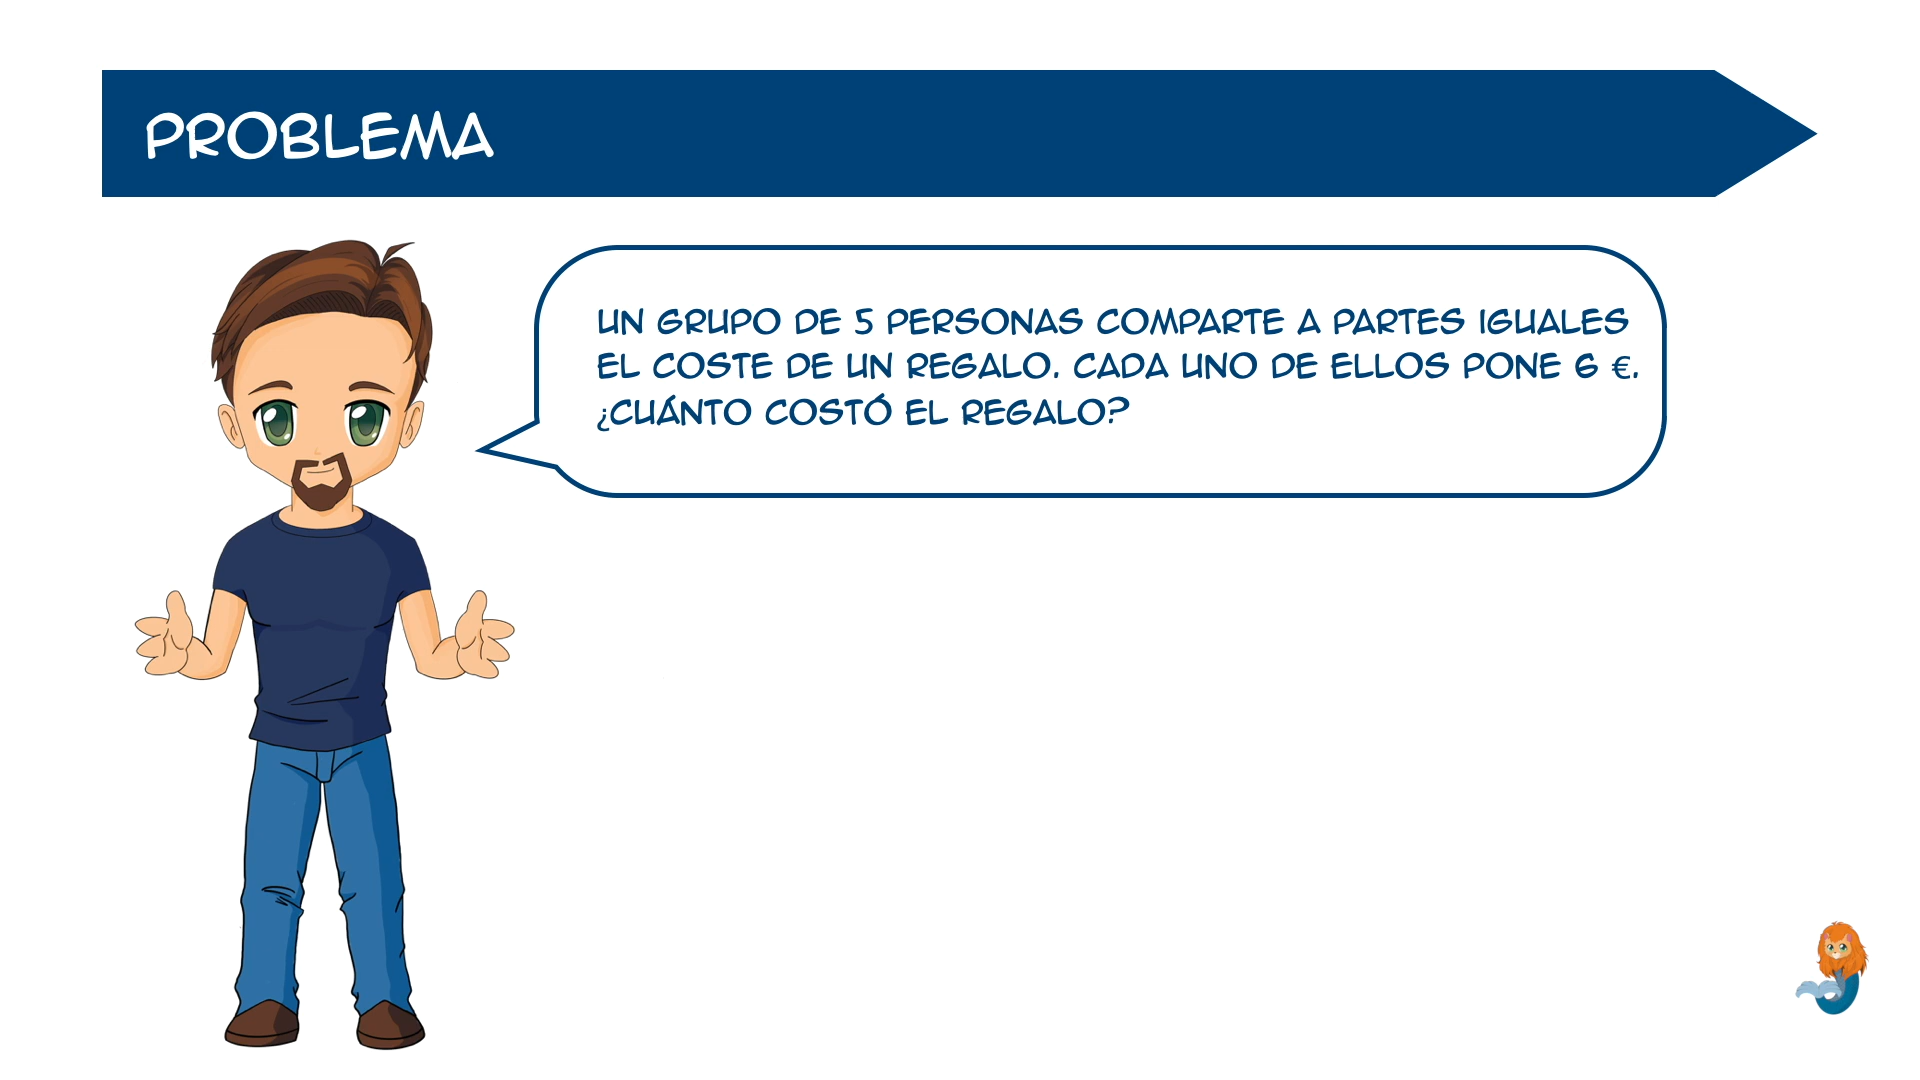 PROBLEMA
UN GRUPO DE 5 PERSONAS COMPARTE A PARTES IGUALES
EL COSTE DE UN REGALO. CADA UNO DE ELLOS PONE 6 €.
¿CUÁNTO COSTÓ EL REGALO?